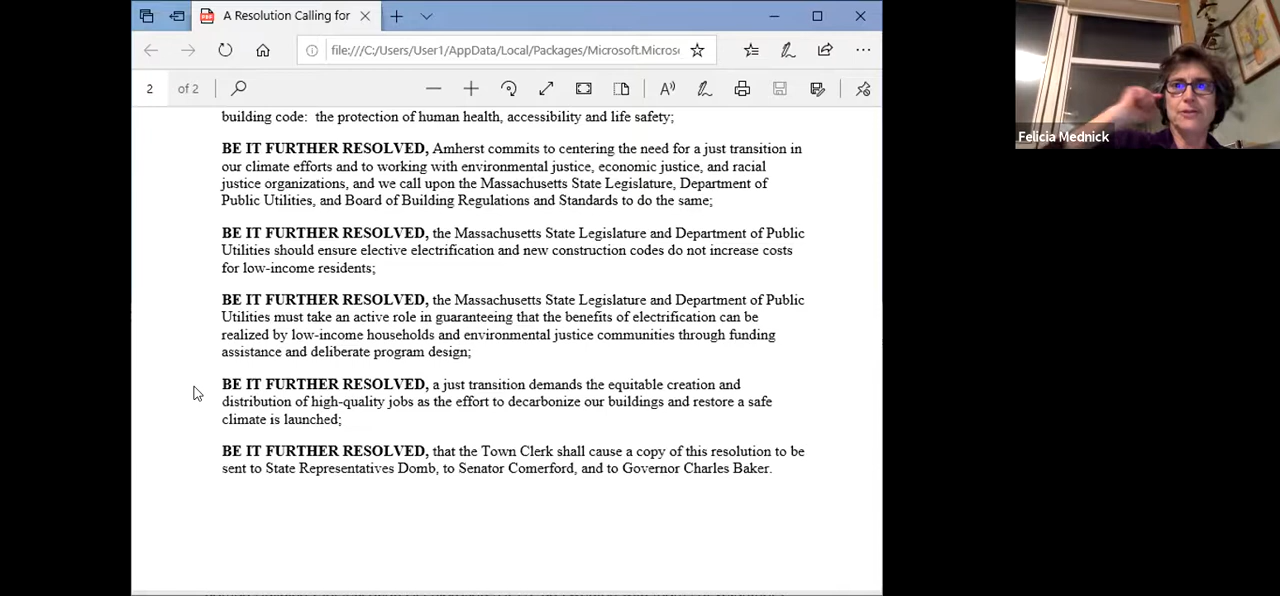 A Resolution Calling for
file:///C:/Users/User1/AppData/Local/Packages/Microsoft.Micros
2 of 2
building code: the protection of human health, accessibility and life safety;
BE IT FURTHER RESOLVED, Amherst commits to centering the need for a just transition in
our climate efforts and to working with environmental justice, economic justice, and racial
justice organizations, and we call upon the Massachusetts State Legislature, Department of
Public Utilities, and Board of Building Regulations and Standards to do the same;
BE IT FURTHER RESOLVED, the Massachusetts State Legislature and Department of Public
Utilities should ensure elective electrification and new construction codes do not increase costs
for low-income residents;
BE IT FURTHER RESOLVED, the Massachusetts State Legislature and Department of Public
Utilities must take an active role in guaranteeing that the benefits of electrification can be
realized by low-income households and environmental justice communities through funding
assistance and deliberate program design;
BE IT FURTHER RESOLVED, a just transition demands the equitable creation and
distribution of high-quality jobs as the effort to decarbonize our buildings and restore a safe
climate is launched;
BE IT FURTHER RESOLVED, that the Town Clerk shall cause a copy of this resolution to be
sent to State Representatives Domb, to Senator Comerford, and to Governor Charles Baker.
Felicia Mednick